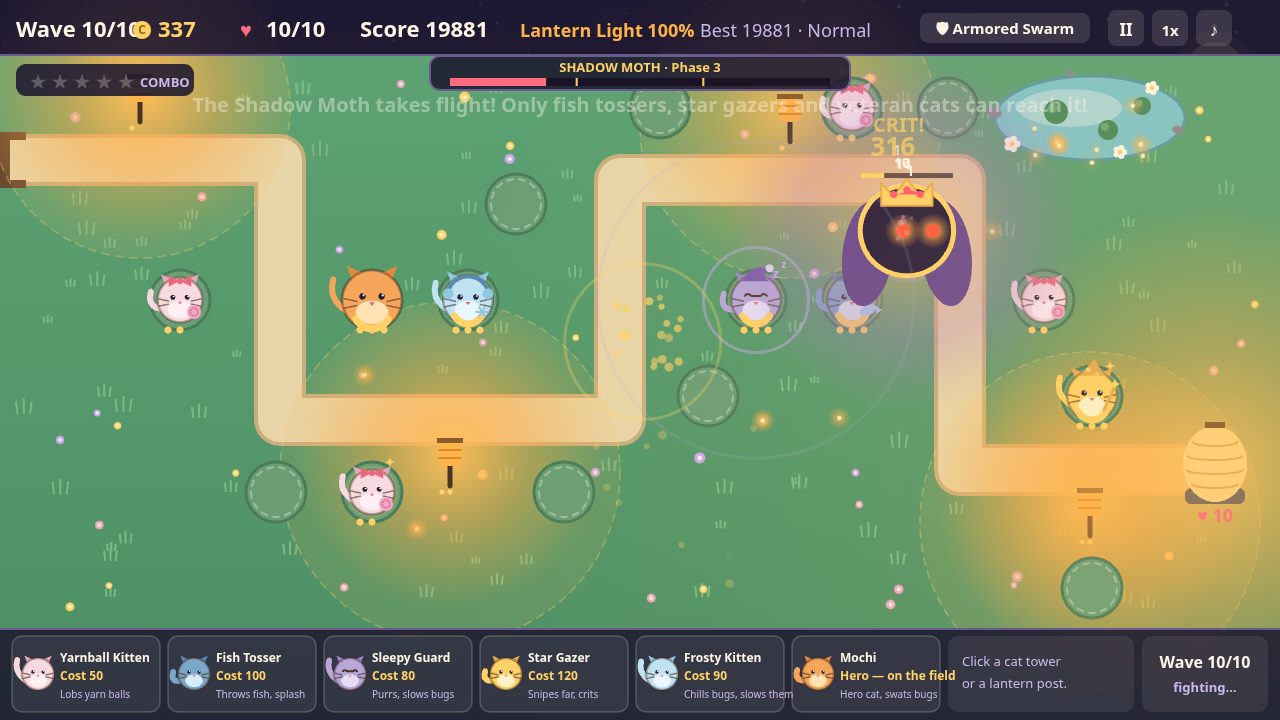 Wave 10/10 C 337 ♥ 10/10 Score 19881 Lantern Light 100% Best 19881 · Normal Armored Swarm II 1x ♪
★★★★★ COMBO
SHADOW MOTH · Phase 3
The Shadow Moth takes flight! Only fish tossers, star gazers and veteran cats can reach it!
CRIT!
316
z
z
♥ 10
Yarnball Kitten
Cost 50
Lobs yarn balls
Fish Tosser
Cost 100
Throws fish, splash
Sleepy Guard
Cost 80
Purrs, slows bugs
Star Gazer
Cost 120
Snipes far, crits
Frosty Kitten
Cost 90
Chills bugs, slows them
Mochi
Hero — on the field
Hero cat, swats bugs
Click a cat tower
or a lantern post.
Wave 10/10
fighting...